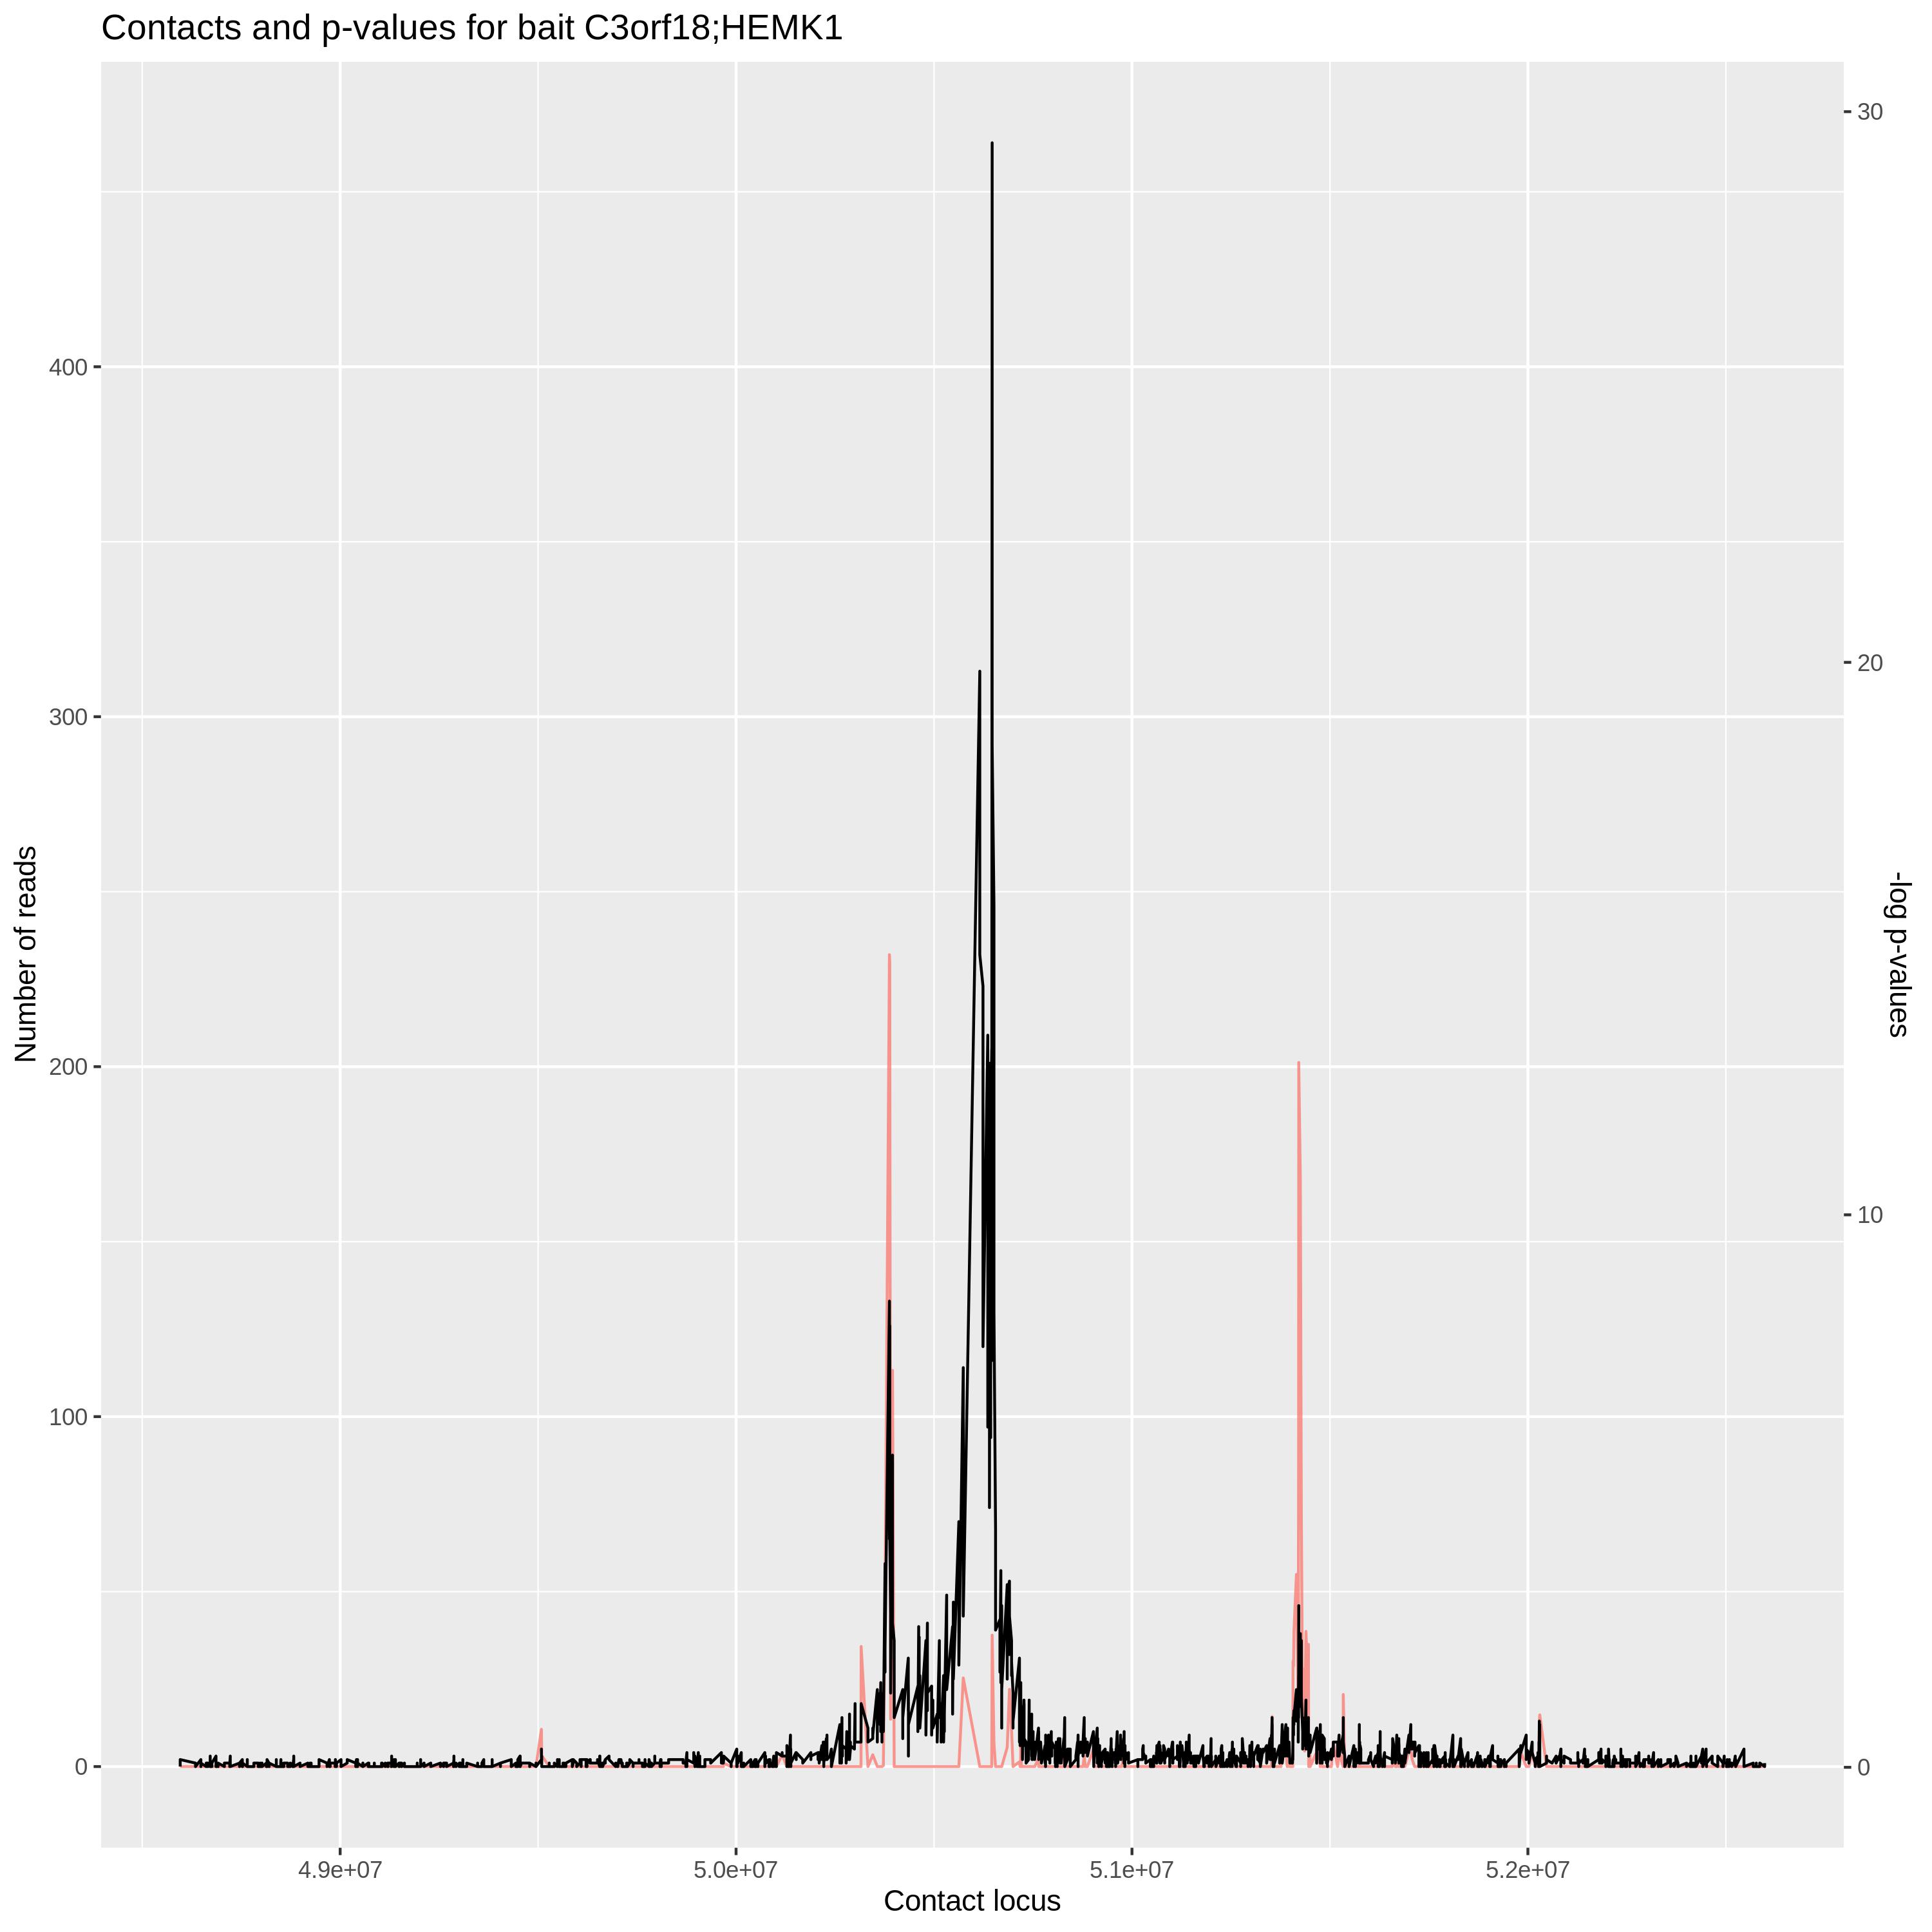 Contacts and p-values for bait C3orf18;HEMK1
30
400
20
300
Number of reads
-log p-values
200
10
100
0
0
4.9e+07
5.0e+07
5.1e+07
5.2e+07
Contact locus